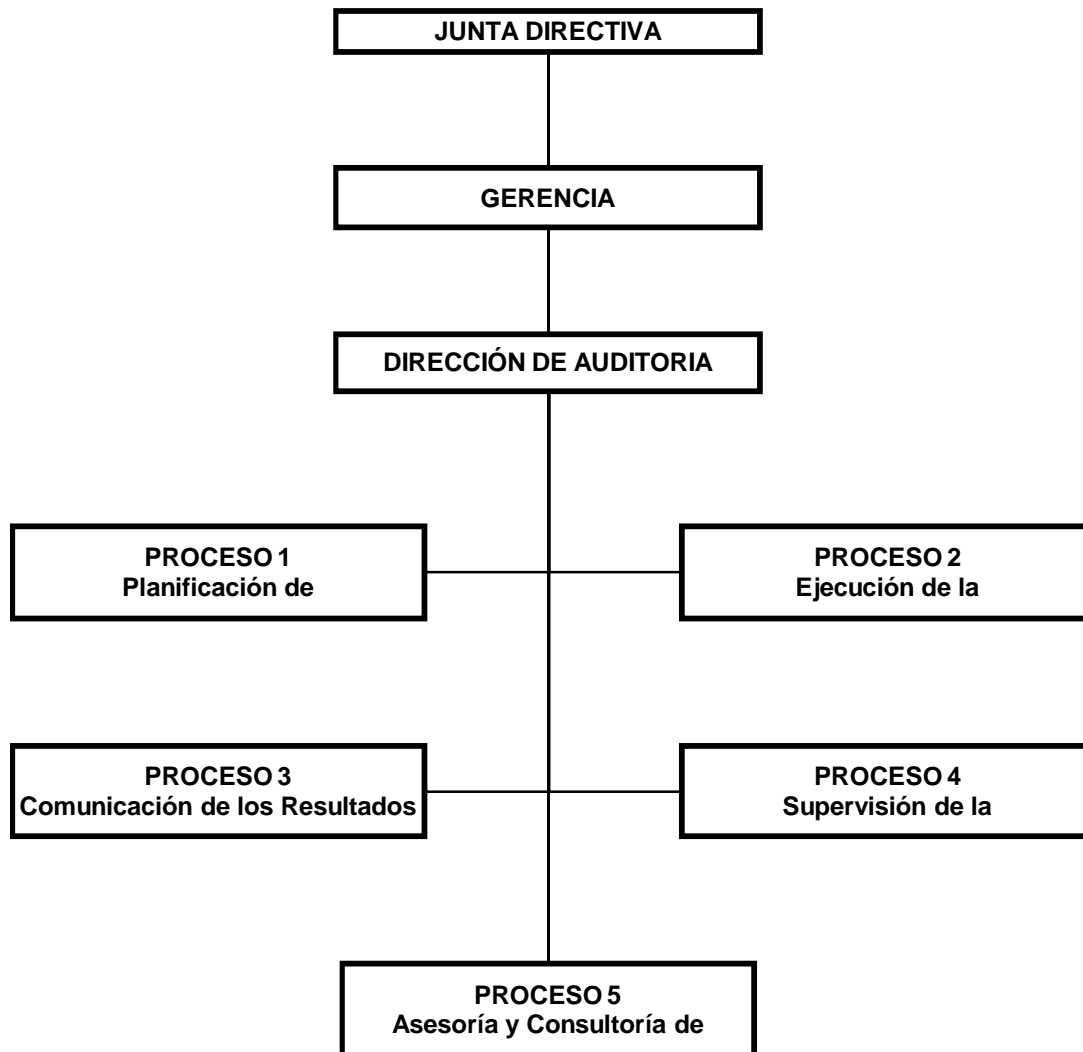 JUNTA DIRECTIVA
GERENCIA
DIRECCIÓN DE AUDITORIA
PROCESO 1
Planificación de
PROCESO 2
Ejecución de la
PROCESO 3
Comunicación de los Resultados
PROCESO 4
Supervisión de la
PROCESO 5
Asesoría y Consultoría de